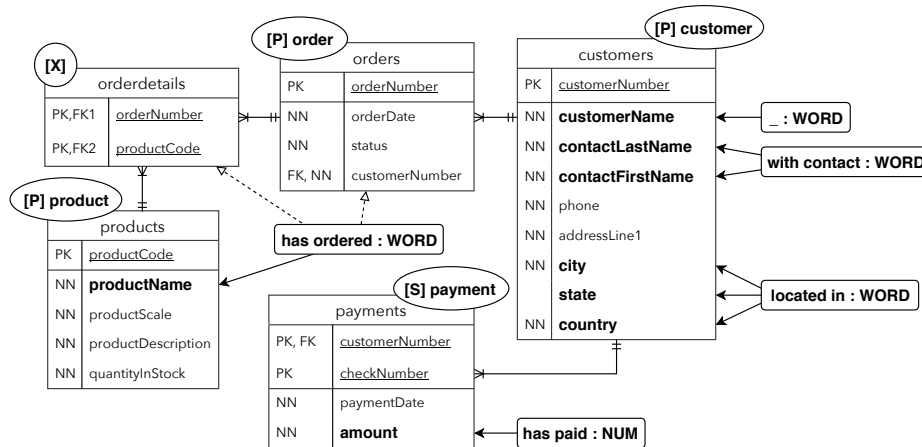 [P] customer
[P] order
[X]
customers
orders
orderdetails
PK customerNumber
PK orderNumber
PK,FK1 orderNumber
PK,FK2 productCode
NN orderDate
NN status
FK, NN customerNumber
NN customerName
NN contactLastName
NN contactFirstName
NN phone
NN addressLine1
NN city
state
NN country
_ : WORD
with contact : WORD
located in : WORD
[P] product
products
PK productCode
NN productName
NN productScale
NN productDescription
NN quantityInStock
has ordered : WORD
[S] payment
payments
PK, FK customerNumber
PK checkNumber
NN paymentDate
NN amount
has paid : NUM